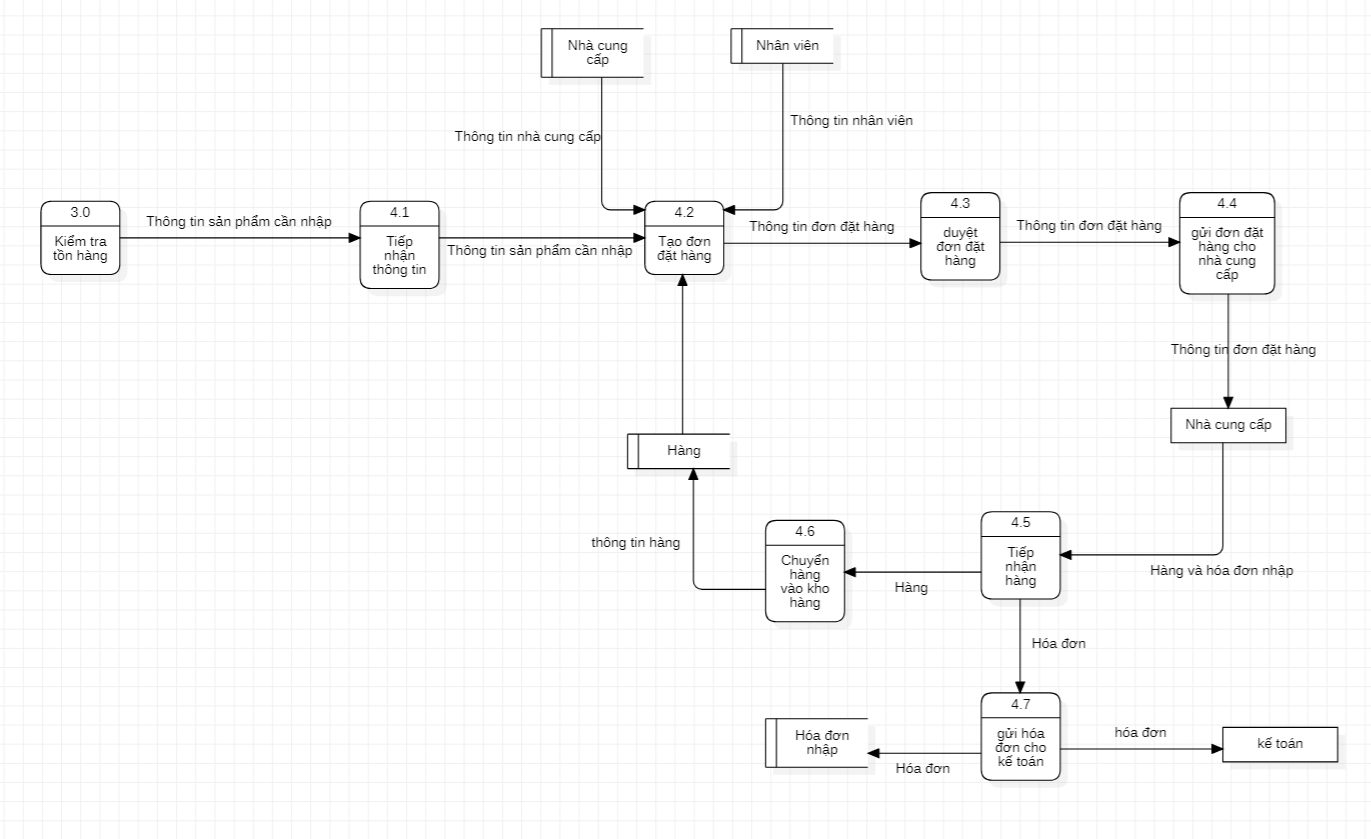 Nhà cung
cấp
Nhân viên
Thông tin nhà cung cấp
Thông tin nhân viên
3.0
Kiểm tra
tồn hàng
Thông tin sản phẩm cần nhập
4.1
Tiếp
nhận
thông tin
Thông tin sản phẩm cần nhập
4.2
Tạo đơn
đặt hàng
Thông tin đơn đặt hàng
4.3
duyệt
đơn đặt
hàng
Thông tin đơn đặt hàng
4.4
gửi đơn đặt
hàng cho
nhà cung
cấp
Thông tin đơn đặt hàng
Nhà cung cấp
Hàng
thông tin hàng
4.6
Chuyển
hàng
vào kho
hàng
Hàng
4.5
Tiếp
nhận
hàng
Hàng và hóa đơn nhập
Hóa đơn
4.7
gửi hóa
đơn cho
kế toán
Hóa đơn
nhập
Hóa đơn
hóa đơn
kế toán